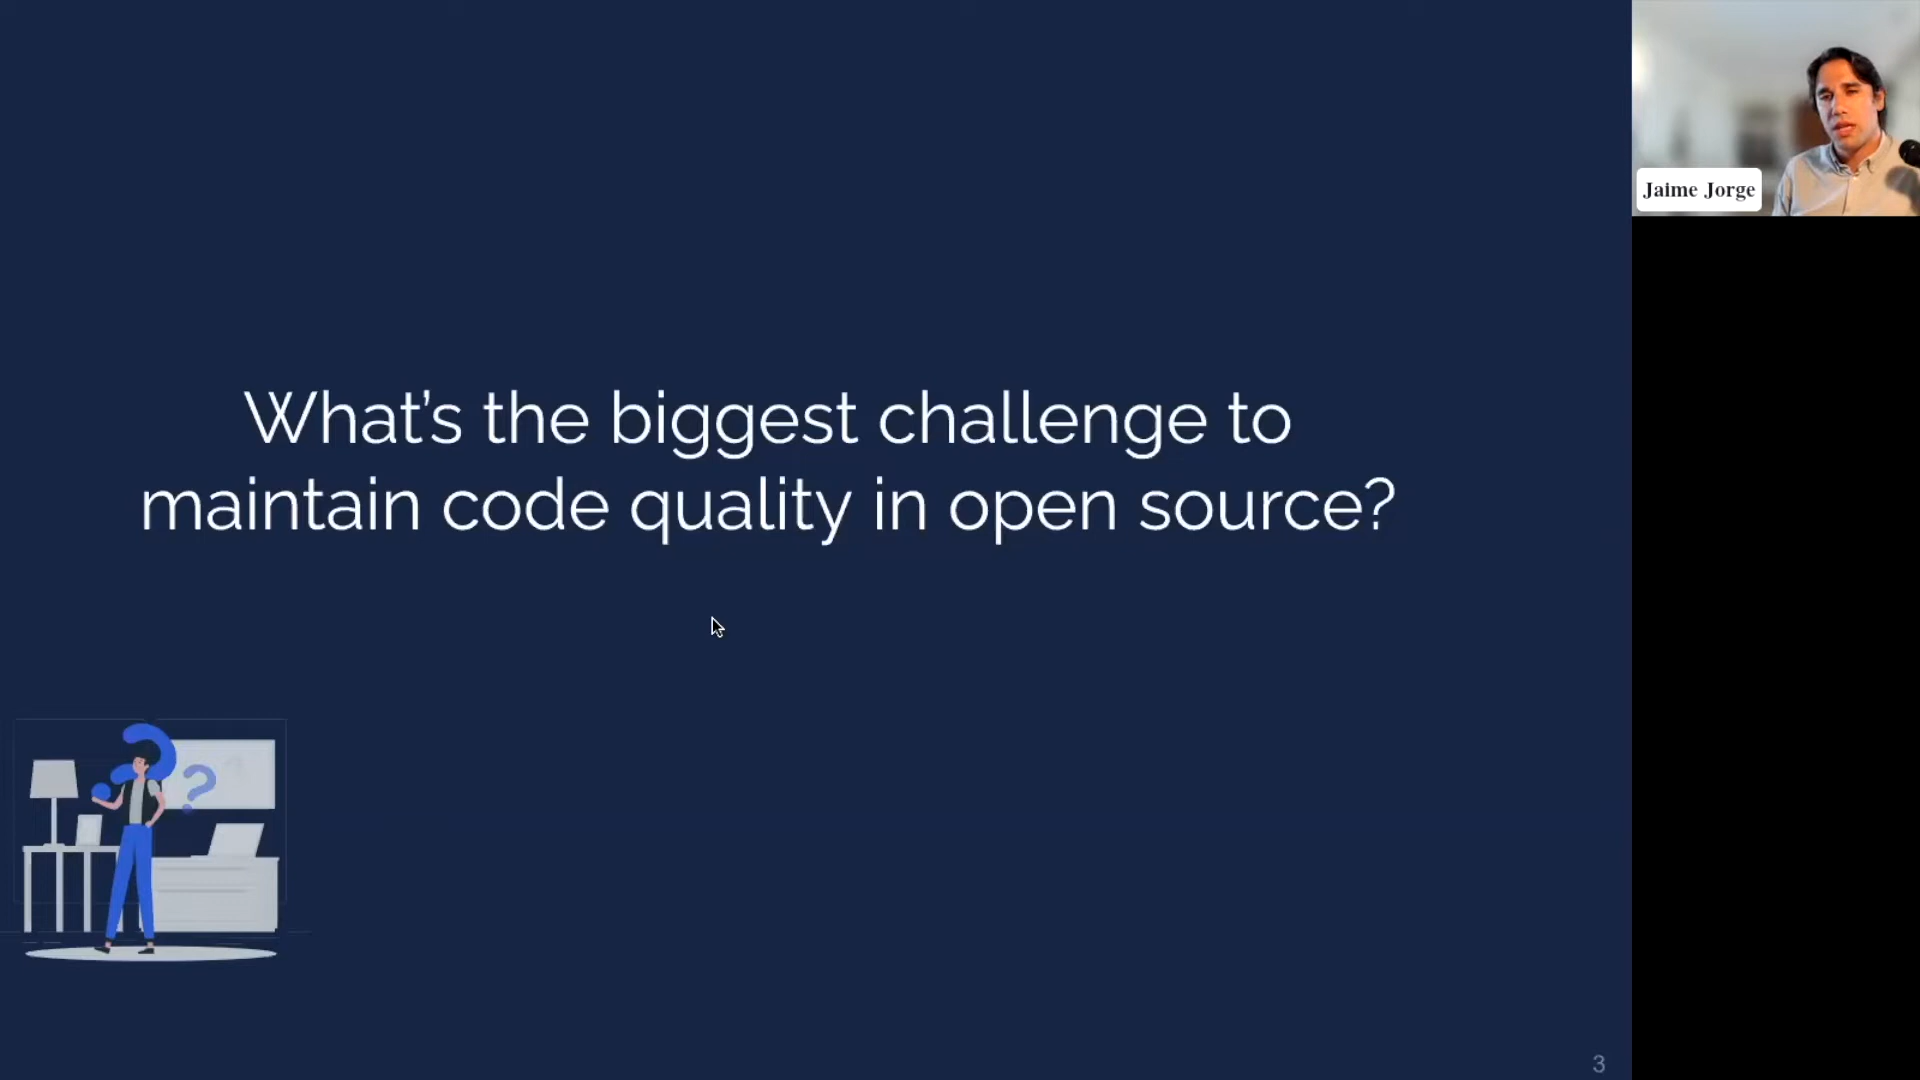 What’s the biggest challenge to
maintain code quality in open source?
Jaime Jorge
3